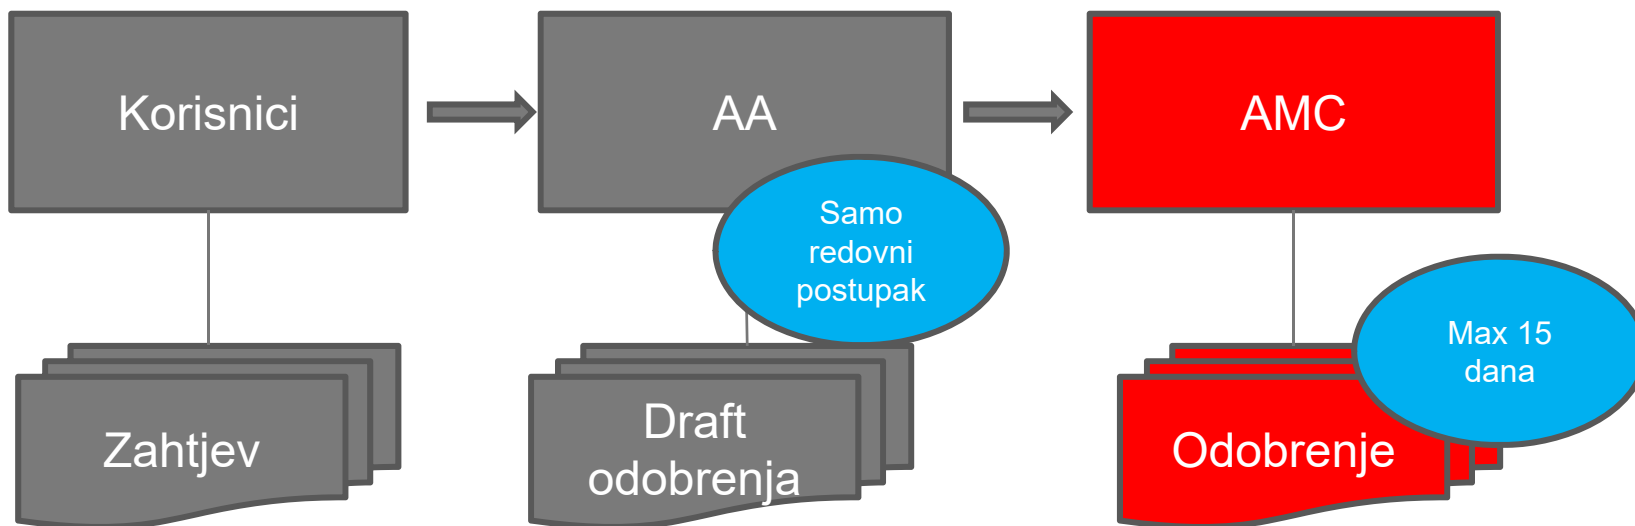 Korisnici
AA
AMC
Samo
redovni
postupak
Max 15
dana
Zahtjev
Draft
odobrenja
Odobrenje